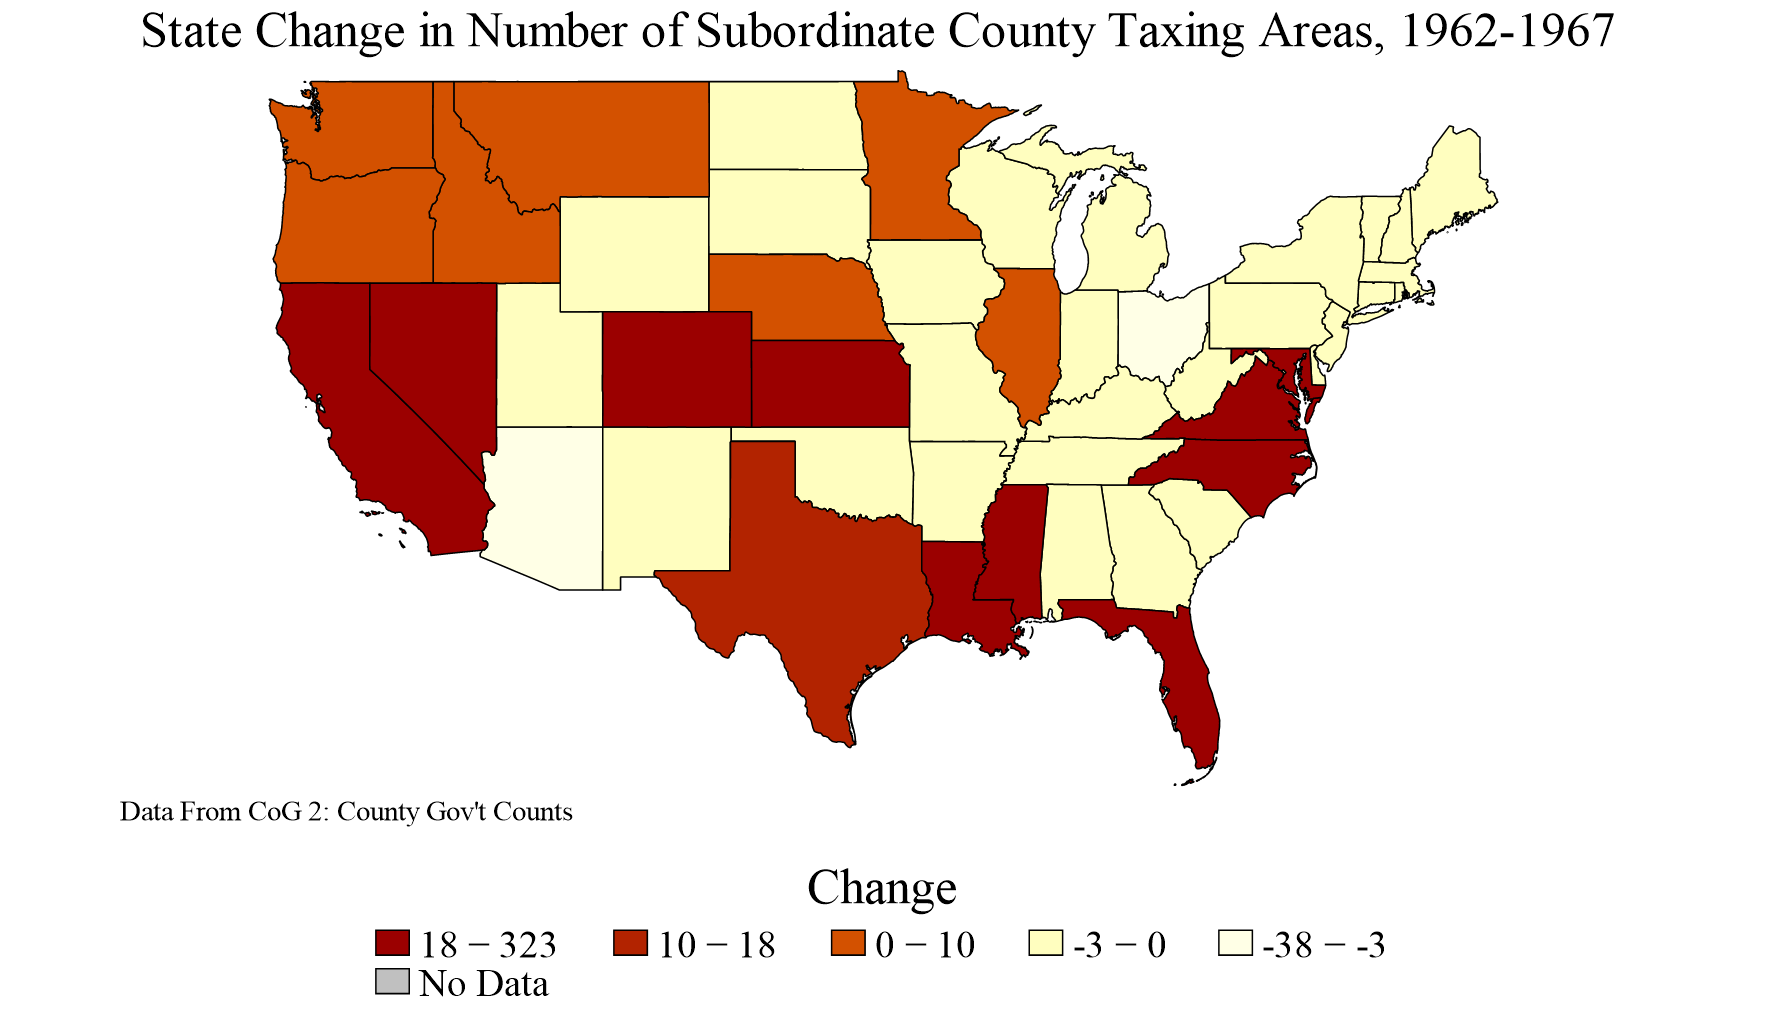 State Change in Number of Subordinate County Taxing Areas, 1962-1967
Data From CoG 2: County Gov't Counts
Change
18 − 323 10 − 18 0 − 10 -3 − 0 -38 − -3
No Data